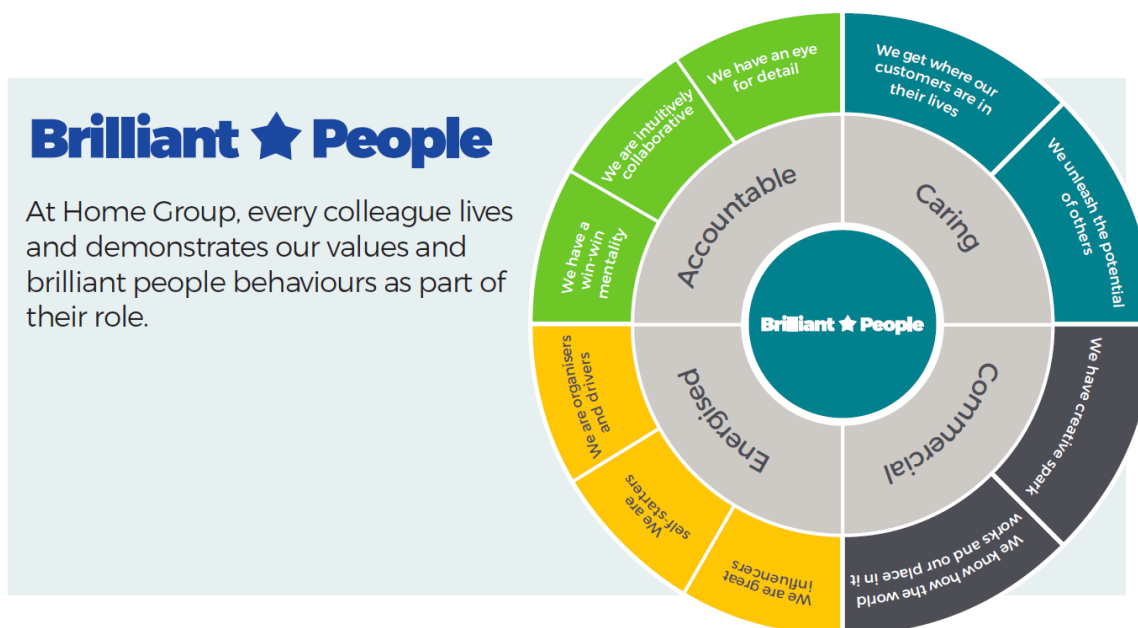 Brilliant ★ People
At Home Group, every colleague lives
and demonstrates our values and
brilliant people behaviours as part of
their role.
We have an eye
for detail
We are intuitively
collaborative
We have a
win-win
mentality
We get where our
customers are in
their lives
We unleash the potential
of others
Accountable
Caring
Brilliant ★ People
Energised
Commercial
We are organisers
and drivers
We are
self-starters
We are great
influencers
We have creative spark
We know how the world
works and our place in it